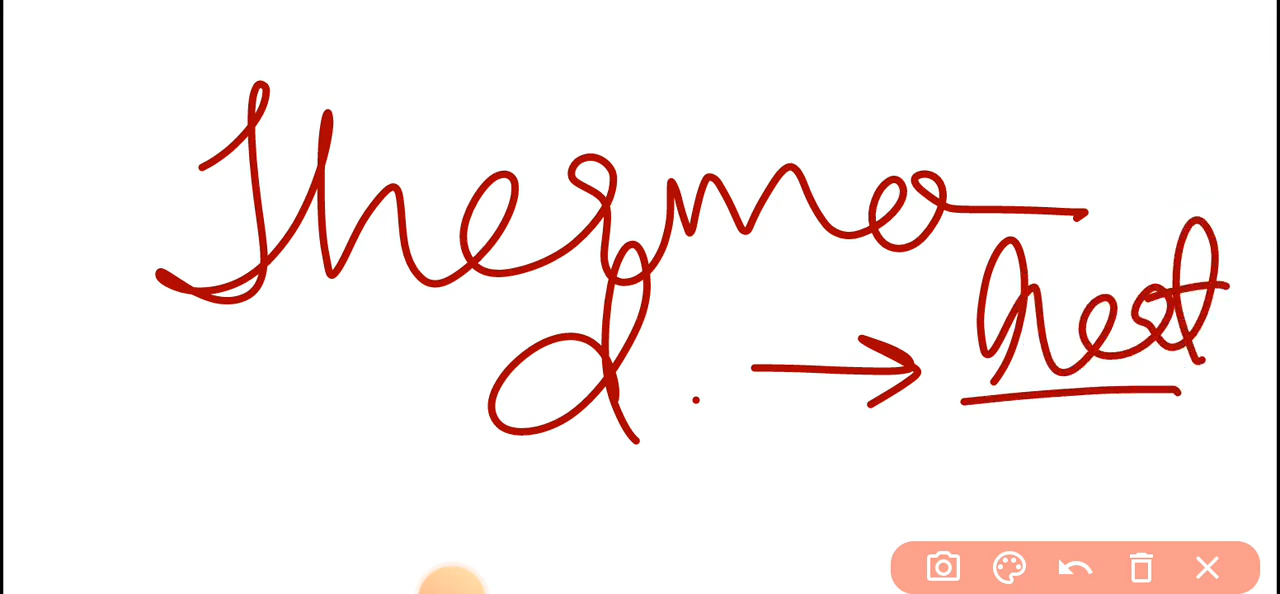 Thermo—
d. → heat